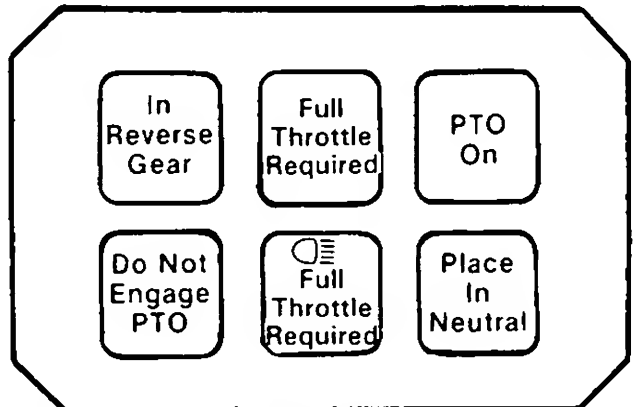 In
Reverse
Gear
Full
Throttle
Required
PTO
On
Do Not
Engage
PTO
Full
Throttle
Required
Place
In
Neutral